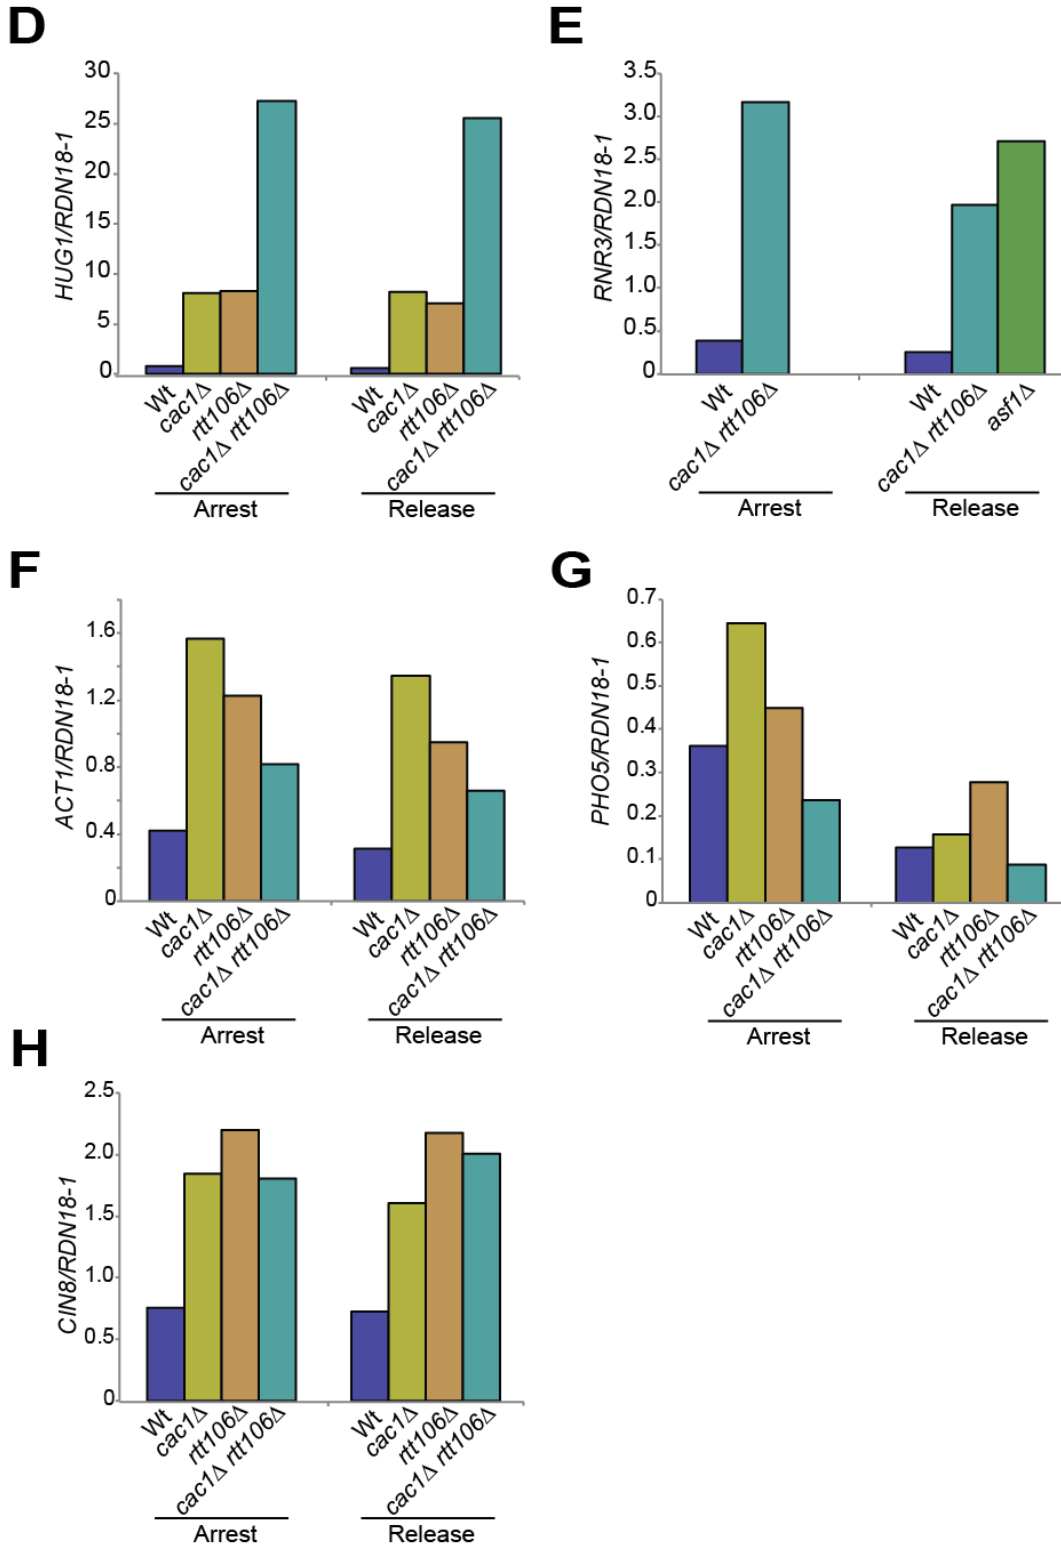 D
HUG1/RDN18-1
30
25
20
15
10
5
0
Wt
cac1Δ
rtt106Δ
cac1Δ rtt106Δ
Arrest
Wt
cac1Δ
rtt106Δ
cac1Δ rtt106Δ
Release
E
RNR3/RDN18-1
3.5
3.0
2.5
2.0
1.5
1.0
0.5
0
Wt
cac1Δ rtt106Δ
Arrest
Wt
cac1Δ rtt106Δ
asf1Δ
Release
F
ACT1/RDN18-1
1.6
1.2
0.8
0.4
0
Wt
cac1Δ
rtt106Δ
cac1Δ rtt106Δ
Arrest
Wt
cac1Δ
rtt106Δ
cac1Δ rtt106Δ
Release
G
PHO5/RDN18-1
0.7
0.6
0.5
0.4
0.3
0.2
0.1
0
Wt
cac1Δ
rtt106Δ
cac1Δ rtt106Δ
Arrest
Wt
cac1Δ
rtt106Δ
cac1Δ rtt106Δ
Release
H
CIN8/RDN18-1
2.5
2.0
1.5
1.0
0.5
0
Wt
cac1Δ
rtt106Δ
cac1Δ rtt106Δ
Arrest
Wt
cac1Δ
rtt106Δ
cac1Δ rtt106Δ
Release